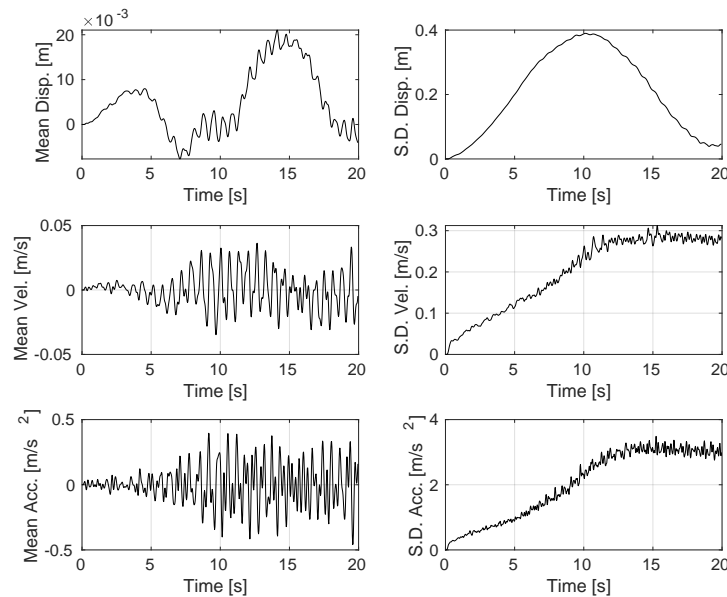 × 10 -3
20
10
0
Mean Disp. [m]
0 5 10 15 20
Time [s]
0.4
0.2
0
S.D. Disp. [m]
0 5 10 15 20
Time [s]
0.05
0
-0.05
Mean Vel. [m/s]
0 5 10 15 20
Time [s]
0.3
0.2
0.1
0
S.D. Vel. [m/s]
0 5 10 15 20
Time [s]
0.5
0
-0.5
Mean Acc. [m/s 2]
0 5 10 15 20
Time [s]
4
2
0
S.D. Acc. [m/s 2]
0 5 10 15 20
Time [s]